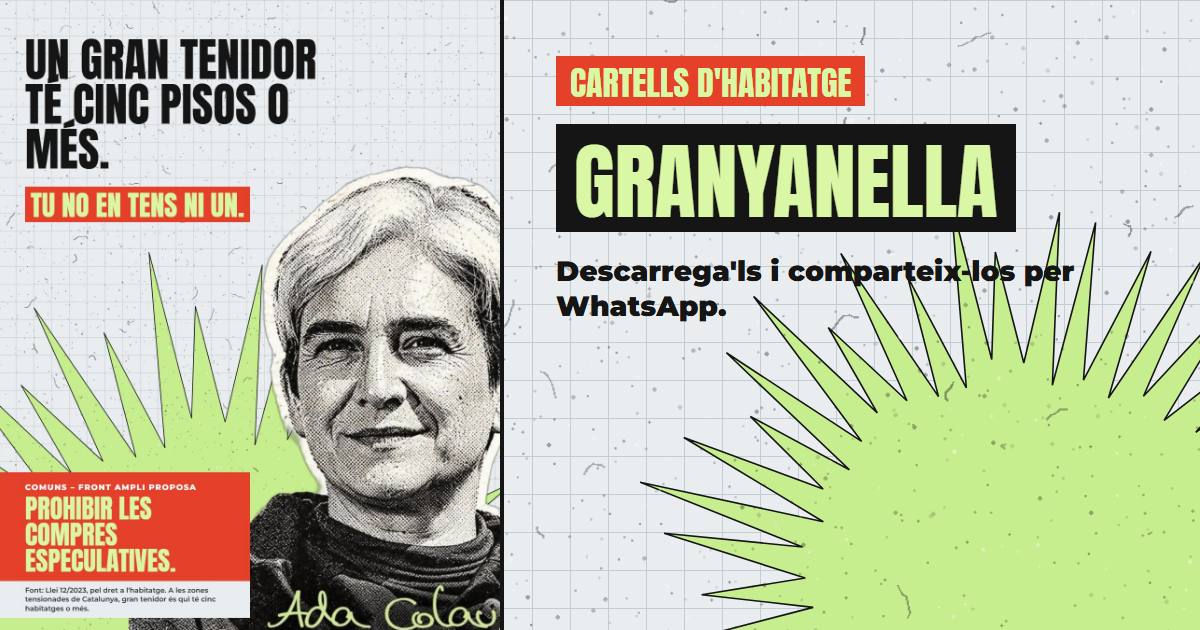 UN GRAN TENIDOR
TÉ CINC PISOS O
MÉS.
TU NO EN TENS NI UN.
COMUNS – FRONT AMPLI PROPOSA
PROHIBIR LES
COMPRES
ESPECULATIVES.
Font: Llei 12/2023, pel dret a l'habitatge. A les zones
tensionades de Catalunya, gran tenidor és qui té cinc
habitatges o més.
Ada Colau
CARTELLS D'HABITATGE
GRANYANELLA
Descarrega'ls i comparteix-los per
WhatsApp.